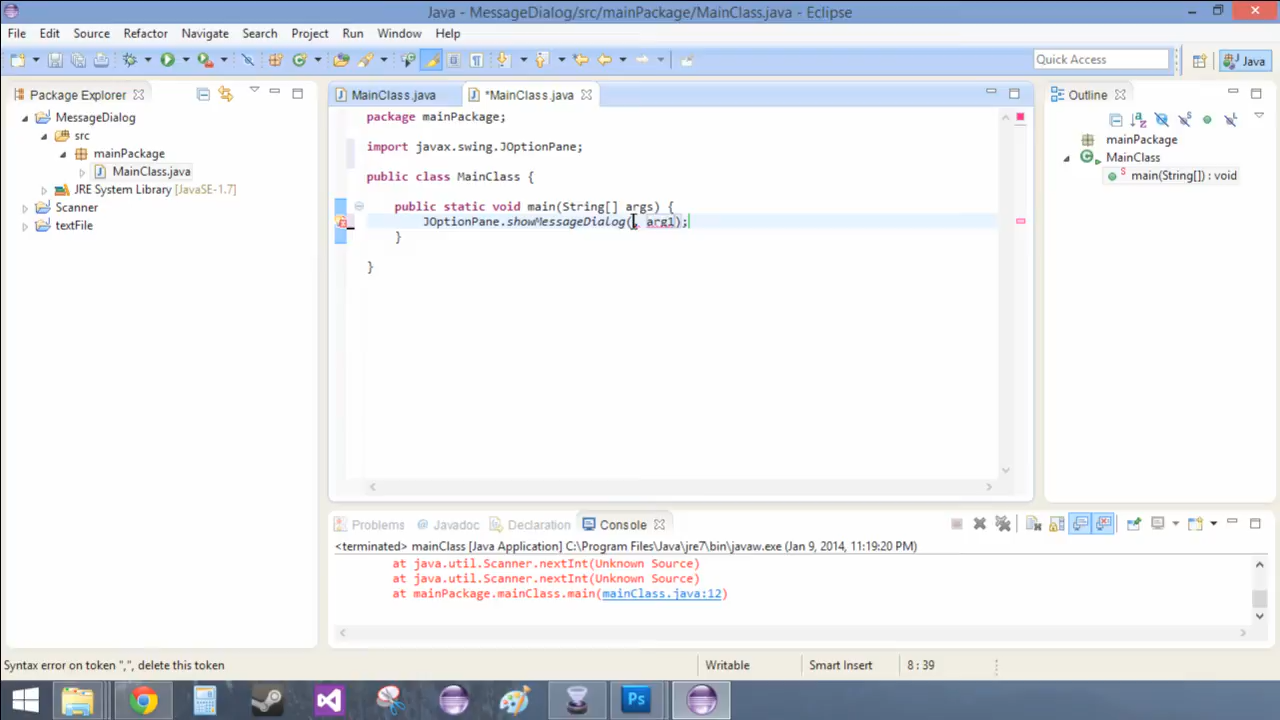 Java - MessageDialog/src/mainPackage/MainClass.java - Eclipse
File Edit Source Refactor Navigate Search Project Run Window Help
Quick Access
Java
Package Explorer
MessageDialog
src
mainPackage
MainClass.java
JRE System Library [JavaSE-1.7]
Scanner
textFile
MainClass.java *MainClass.java
package mainPackage;
import javax.swing.JOptionPane;
public class MainClass {
public static void main(String[] args) {
JOptionPane.showMessageDialog(, arg1);
}
}
Outline
mainPackage
MainClass
main(String[]) : void
Problems @ Javadoc Declaration Console
<terminated> mainClass [Java Application] C:\Program Files\Java\jre7\bin\javaw.exe (Jan 9, 2014, 11:19:20 PM)
at java.util.Scanner.nextInt(Unknown Source)
at java.util.Scanner.nextInt(Unknown Source)
at mainPackage.mainClass.main(mainClass.java:12)
Syntax error on token ",", delete this token
Writable
Smart Insert
8 : 39
Ps